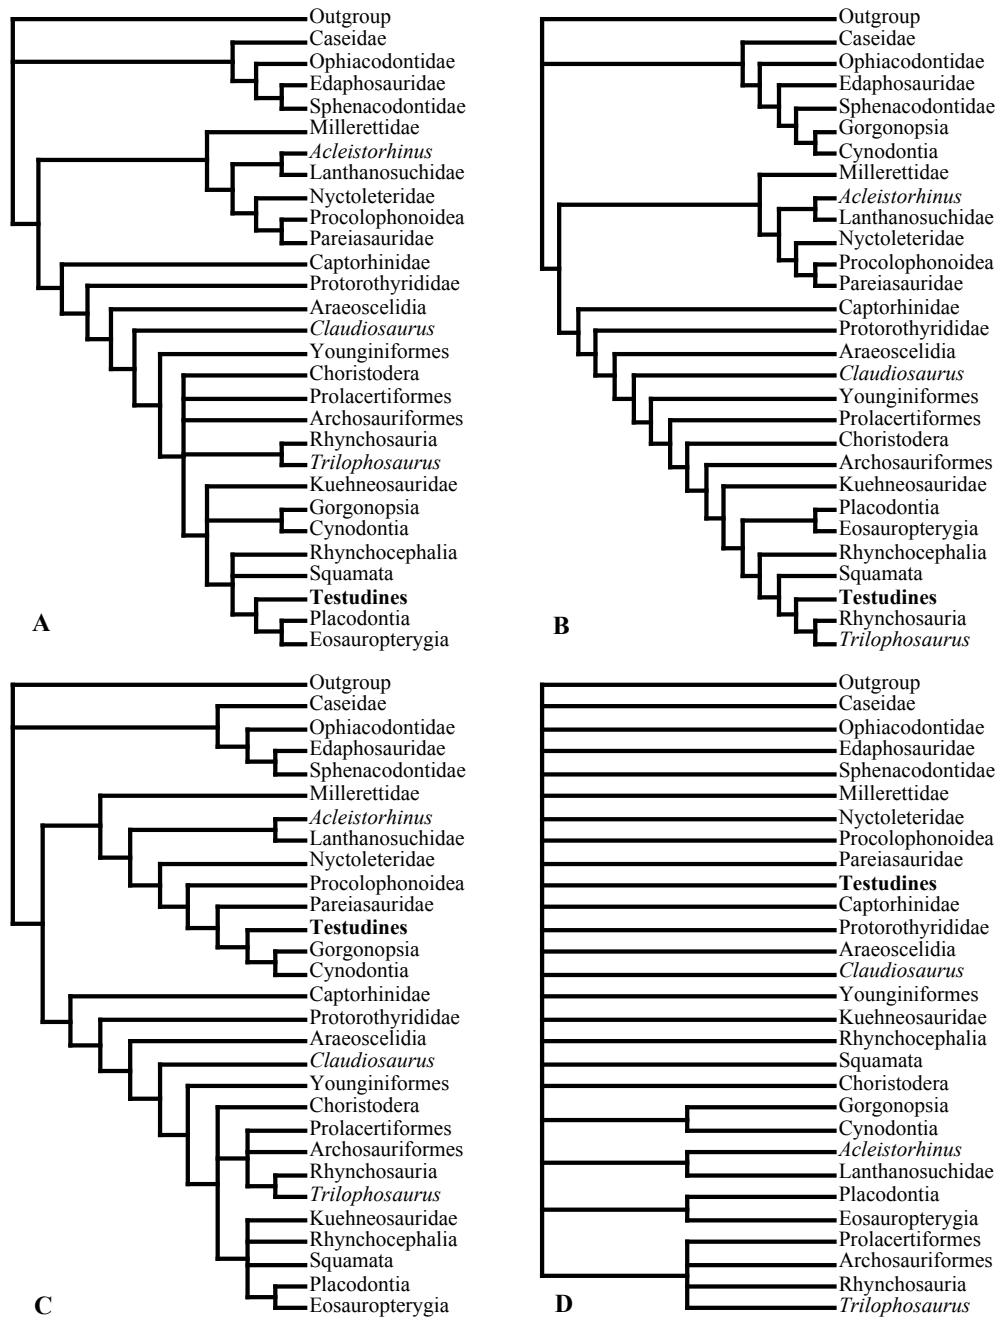 Outgroup
Caseidae
Ophiacodontidae
Edaphosauridae
Sphenacodontidae
Millerettidae
Acleistorhinus
Lanthanosuchidae
Nyctoleteridae
Procolophonoidea
Pareiasauridae
Captorhinidae
Protorothyrididae
Araeoscelidia
Claudiosaurus
Younginiformes
Choristodera
Prolacertiformes
Archosauriformes
Rhynchosauria
Trilophosaurus
Kuehneosauridae
Gorgonopsia
Cynodontia
Rhynchocephalia
Squamata
Testudines
Placodontia
Eosauropterygia
A
Outgroup
Caseidae
Ophiacodontidae
Edaphosauridae
Sphenacodontidae
Gorgonopsia
Cynodontia
Millerettidae
Acleistorhinus
Lanthanosuchidae
Nyctoleteridae
Procolophonoidea
Pareiasauridae
Captorhinidae
Protorothyrididae
Araeoscelidia
Claudiosaurus
Younginiformes
Prolacertiformes
Choristodera
Archosauriformes
Kuehneosauridae
Placodontia
Eosauropterygia
Rhynchocephalia
Squamata
Testudines
Rhynchosauria
Trilophosaurus
B
Outgroup
Caseidae
Ophiacodontidae
Edaphosauridae
Sphenacodontidae
Millerettidae
Acleistorhinus
Lanthanosuchidae
Nyctoleteridae
Procolophonoidea
Pareiasauridae
Testudines
Gorgonopsia
Cynodontia
Captorhinidae
Protorothyrididae
Araeoscelidia
Claudiosaurus
Younginiformes
Choristodera
Prolacertiformes
Archosauriformes
Rhynchosauria
Trilophosaurus
Kuehneosauridae
Rhynchocephalia
Squamata
Placodontia
Eosauropterygia
C
Outgroup
Caseidae
Ophiacodontidae
Edaphosauridae
Sphenacodontidae
Millerettidae
Nyctoleteridae
Procolophonoidea
Pareiasauridae
Testudines
Captorhinidae
Protorothyrididae
Araeoscelidia
Claudiosaurus
Younginiformes
Kuehneosauridae
Rhynchocephalia
Squamata
Choristodera
Gorgonopsia
Cynodontia
Acleistorhinus
Lanthanosuchidae
Placodontia
Eosauropterygia
Prolacertiformes
Archosauriformes
Rhynchosauria
Trilophosaurus
D